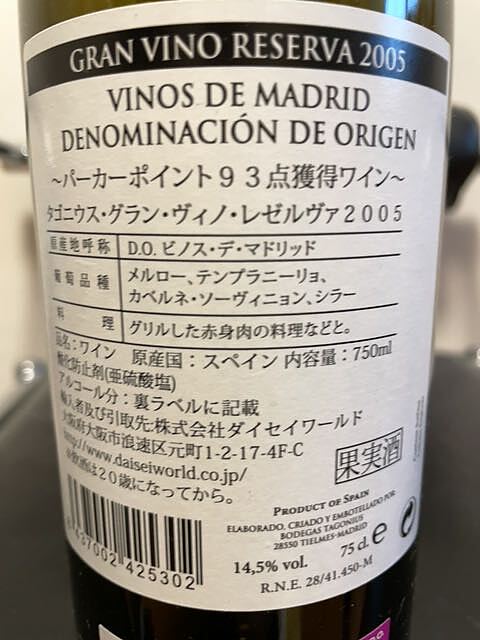 GRAN VINO RESERVA 2005
VINOS DE MADRID
DENOMINACIÓN DE ORIGEN
～パーカーポイント93点獲得ワイン～
タゴニウス・グラン・ヴィノ・レゼルヴァ2005
原産地呼称 D.O. ビノス・デ・マドリッド
葡萄品種 メルロー、テンプラニーリョ、
カベルネ・ソーヴィニョン、シラー
料理 グリルした赤身肉の料理などと。
品名：ワイン 原産国：スペイン 内容量：750ml
酸化防止剤(亜硫酸塩)
アルコール分：裏ラベルに記載
輸入者及び引取先:株式会社ダイセイワールド
大阪府大阪市浪速区元町1-2-17-4F-C
http://www.daiseiworld.co.jp/
※飲酒は20歳になってから。
果実酒
PRODUCT OF SPAIN
ELABORADO, CRIADO Y EMBOTELLADO POR
BODEGAS TAGONIUS
28550 TIELMES-MADRID
14,5% vol. 75 cl. e
R.N.E. 28/41.450-M
437002 425302